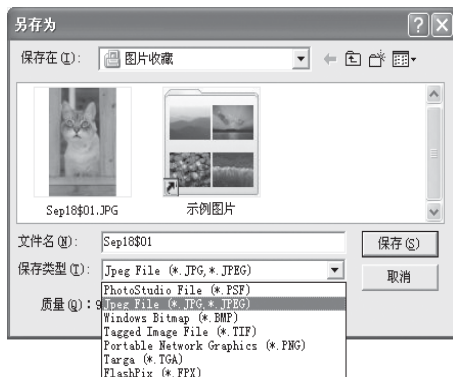 另存为
保存在(I): 图片收藏
Sep18$01.JPG 示例图片
文件名(N): Sep18$01 保存(S)
保存类型(T): Jpeg File (*.JPG,*.JPEG) 取消
PhotoStudio File (*.PSF)
质量(Q):9 Jpeg File (*.JPG,*.JPEG)
Windows Bitmap (*.BMP)
Tagged Image File (*.TIF)
Portable Network Graphics (*.PNG)
Targa (*.TGA)
FlashPix (*.FPX)